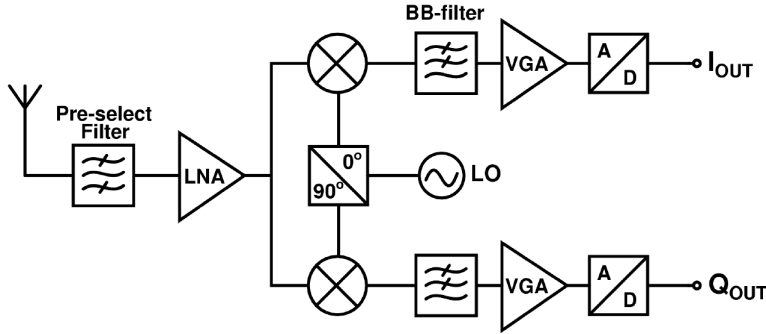 BB-filter
VGA
A
D
I_OUT
Pre-select
Filter
LNA
0°
90°
LO
VGA
A
D
Q_OUT